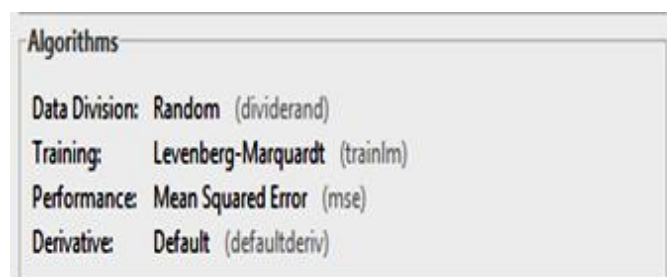 Algorithms
Data Division: Random (dividerand)
Training: Levenberg-Marquardt (trainlm)
Performance: Mean Squared Error (mse)
Derivative: Default (defaultderiv)